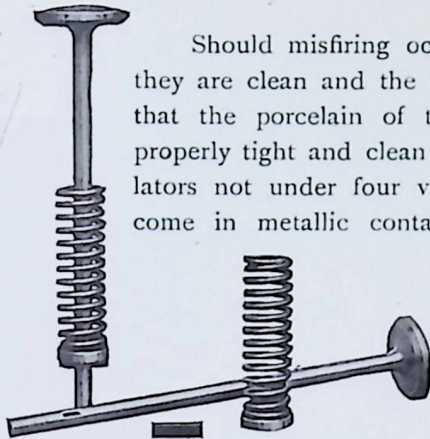 Should misfiring oc
they are clean and the
that the porcelain of t
properly tight and clean
lators not under four v
come in metallic conta